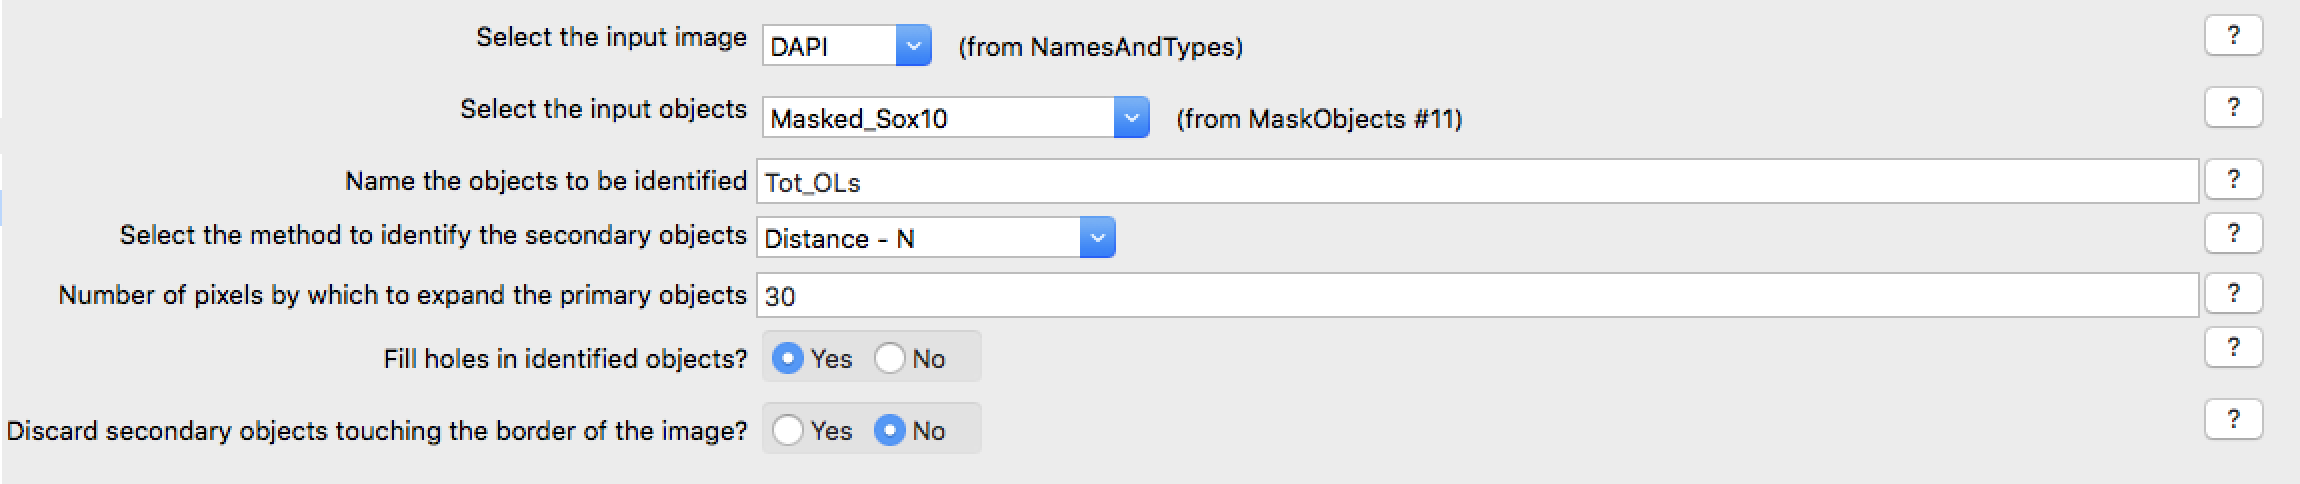 Select the input image DAPI (from NamesAndTypes) ?
Select the input objects Masked_Sox10 (from MaskObjects #11) ?
Name the objects to be identified Tot_OLs ?
Select the method to identify the secondary objects Distance - N ?
Number of pixels by which to expand the primary objects 30 ?
Fill holes in identified objects? Yes No ?
Discard secondary objects touching the border of the image? Yes No ?